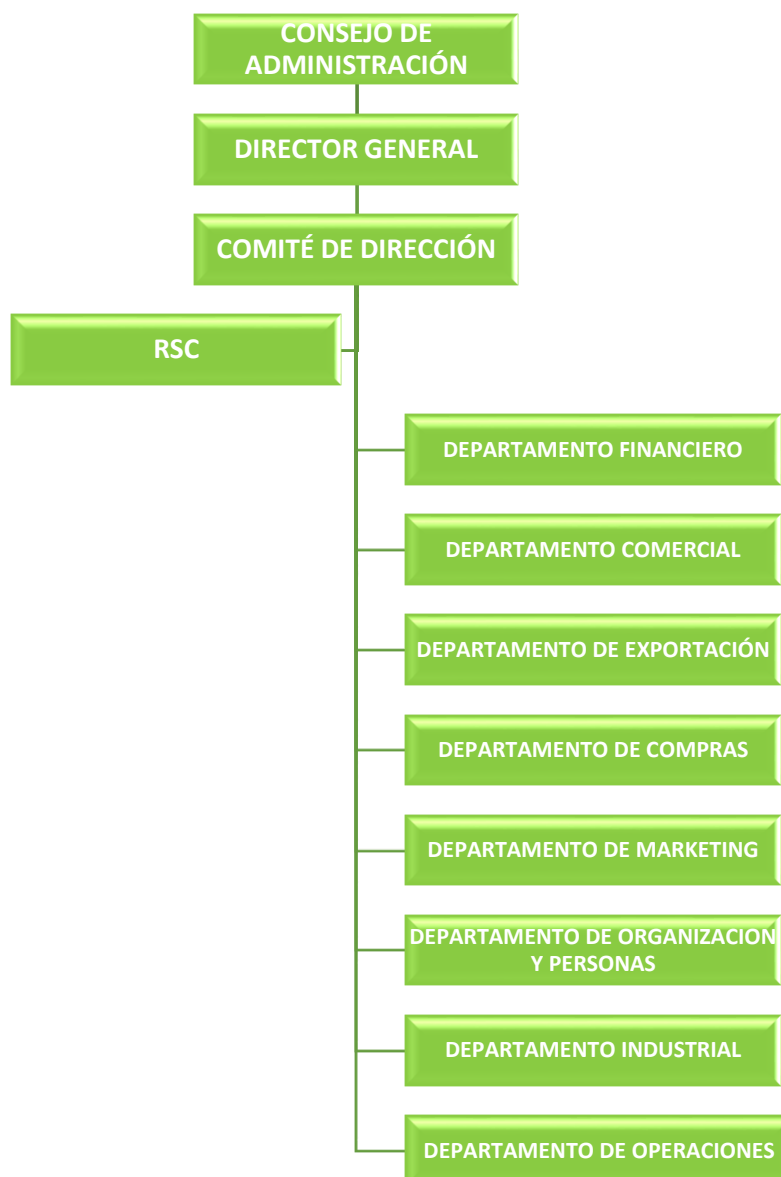 CONSEJO DE
ADMINISTRACIÓN
DIRECTOR GENERAL
COMITÉ DE DIRECCIÓN
RSC
DEPARTAMENTO FINANCIERO
DEPARTAMENTO COMERCIAL
DEPARTAMENTO DE EXPORTACIÓN
DEPARTAMENTO DE COMPRAS
DEPARTAMENTO DE MARKETING
DEPARTAMENTO DE ORGANIZACION
Y PERSONAS
DEPARTAMENTO INDUSTRIAL
DEPARTAMENTO DE OPERACIONES